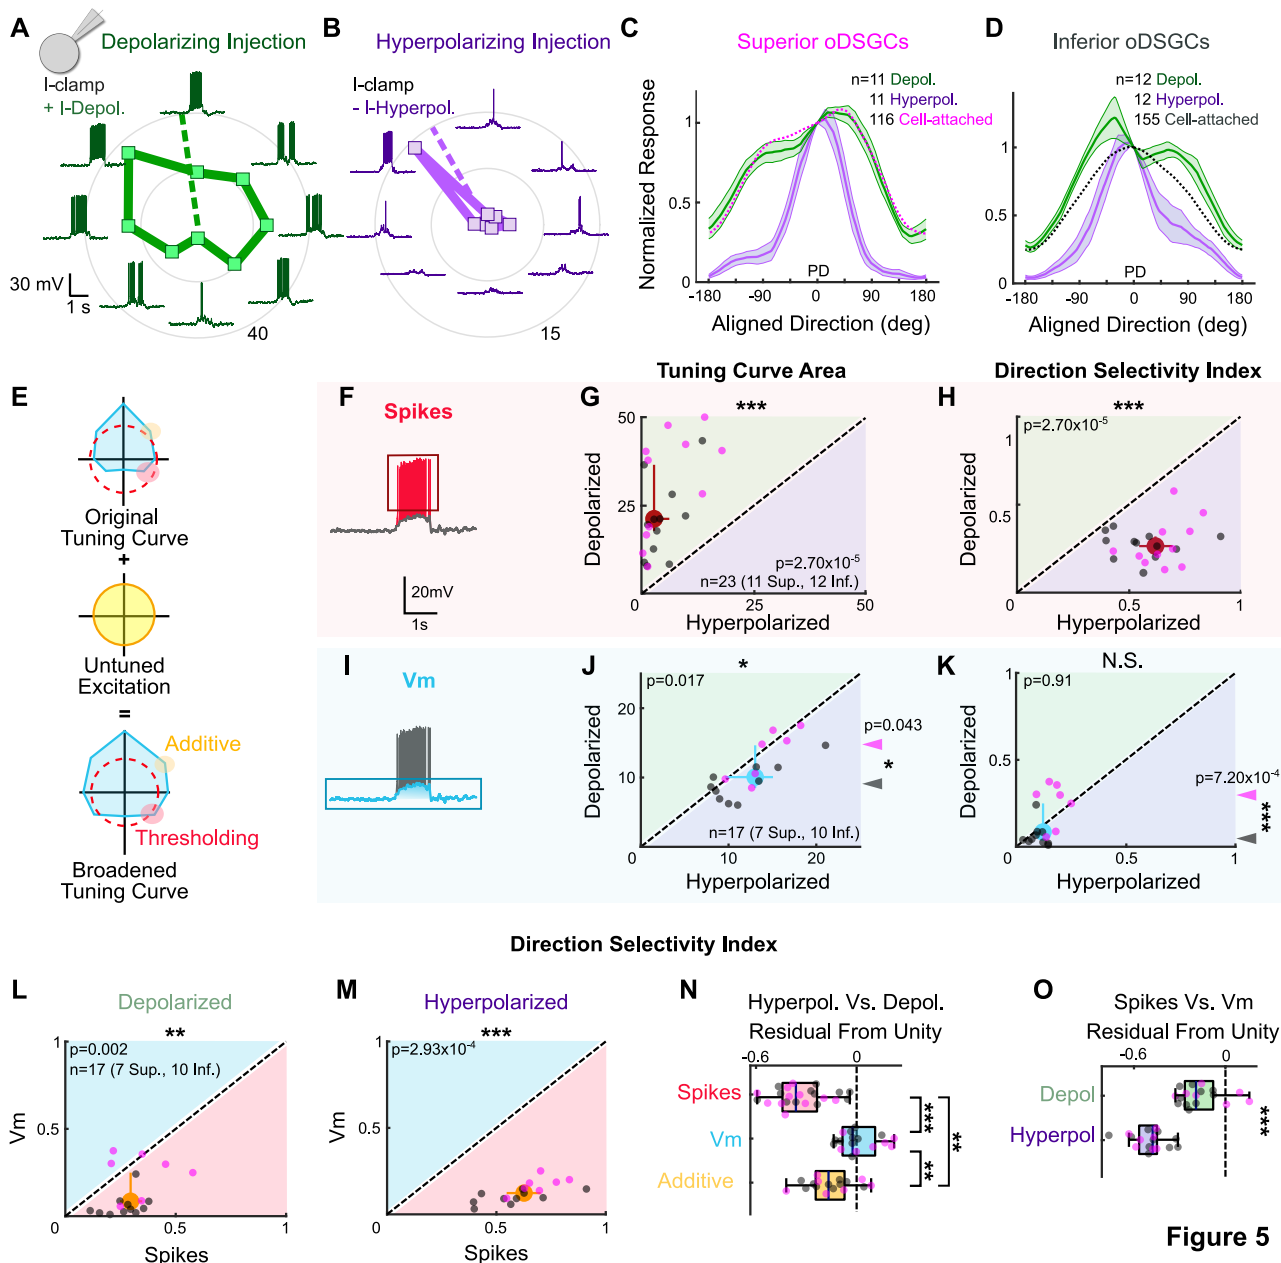 A
Depolarizing Injection
I-clamp
+ I-Depol.
30 mV
1 s
40
B
Hyperpolarizing Injection
I-clamp
- I-Hyperpol.
15
C
Superior oDSGCs
n=11 Depol.
11 Hyperpol.
116 Cell-attached
Normalized Response
1
0.5
0
PD
-180
-90
0
90
180
Aligned Direction (deg)
D
Inferior oDSGCs
n=12 Depol.
12 Hyperpol.
155 Cell-attached
1
0.5
0
PD
-180
-90
0
90
180
Aligned Direction (deg)
E
Original
Tuning Curve
+
Untuned
Excitation
=
Additive
Thresholding
Broadened
Tuning Curve
Tuning Curve Area
Direction Selectivity Index
F
Spikes
20mV
1s
G
***
50
25
0
Depolarized
p=2.70x10-5
n=23 (11 Sup., 12 Inf.)
25
50
Hyperpolarized
H
***
p=2.70x10-5
1
0.5
0
Depolarized
0.5
1
Hyperpolarized
I
Vm
J
*
p=0.017
20
10
0
Depolarized
p=0.043
*
n=17 (7 Sup., 10 Inf.)
10
20
Hyperpolarized
K
N.S.
p=0.91
1
0.5
0
Depolarized
p=7.20x10-4
***
0.5
1
Hyperpolarized
Direction Selectivity Index
L
Depolarized
**
p=0.002
n=17 (7 Sup., 10 Inf.)
1
0.5
0
Vm
0.5
1
Spikes
M
Hyperpolarized
***
p=2.93x10-4
1
0.5
0
Vm
0.5
1
Spikes
N
Hyperpol. Vs. Depol.
Residual From Unity
-0.6
0
Spikes
Vm
Additive
***
**
**
O
Spikes Vs. Vm
Residual From Unity
-0.6
0
Depol
Hyperpol
***
Figure 5